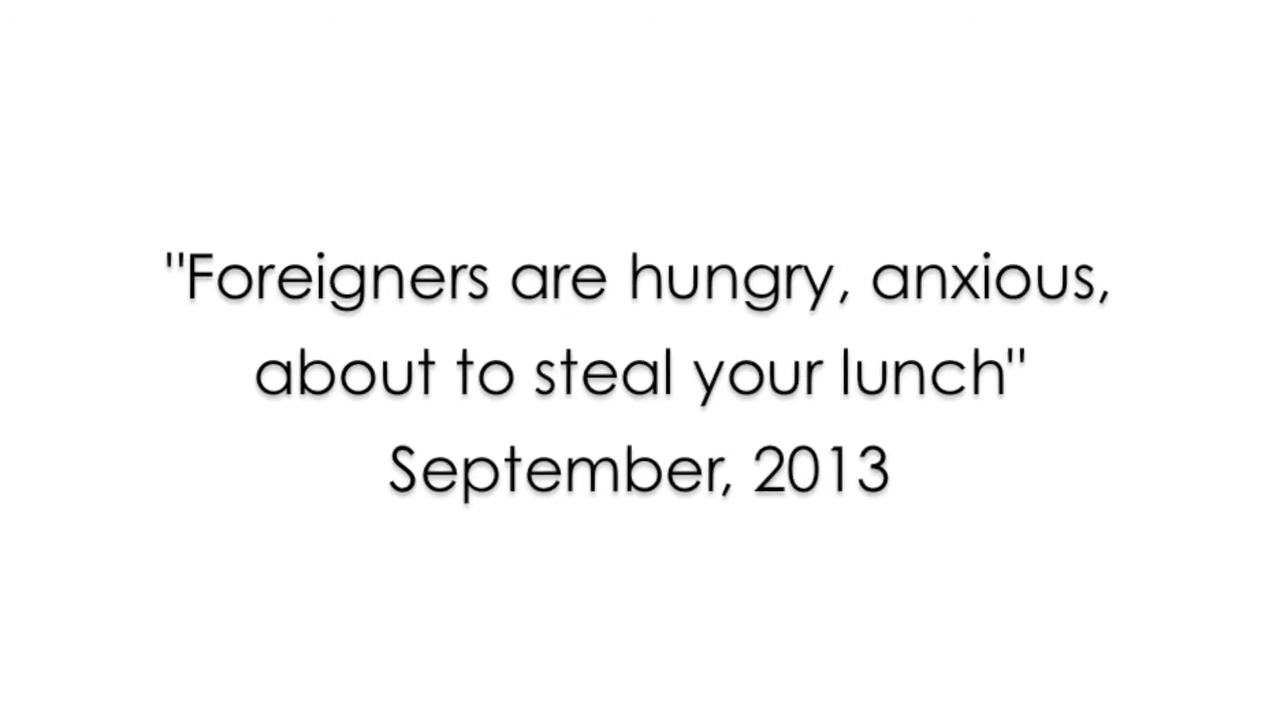 "Foreigners are hungry, anxious,
about to steal your lunch"
September, 2013